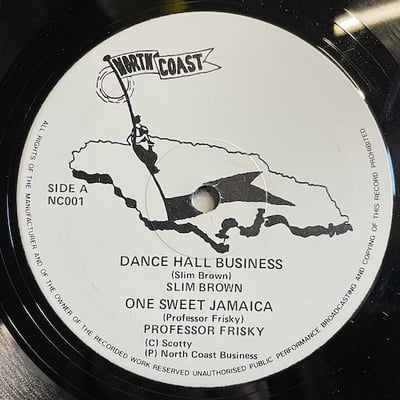 NORTH COAST
SIDE A
NC001
DANCE HALL BUSINESS
(Slim Brown)
SLIM BROWN
ONE SWEET JAMAICA
(Professor Frisky)
PROFESSOR FRISKY
(C) Scotty
(P) North Coast Business
ALL RIGHTS OF THE MANUFACTURER AND OF THE OWNER OF THE RECORDED WORK RESERVED UNAUTHORISED PUBLIC PERFORMANCE BROADCASTING AND COPYING OF THIS RECORD PROHIBITED